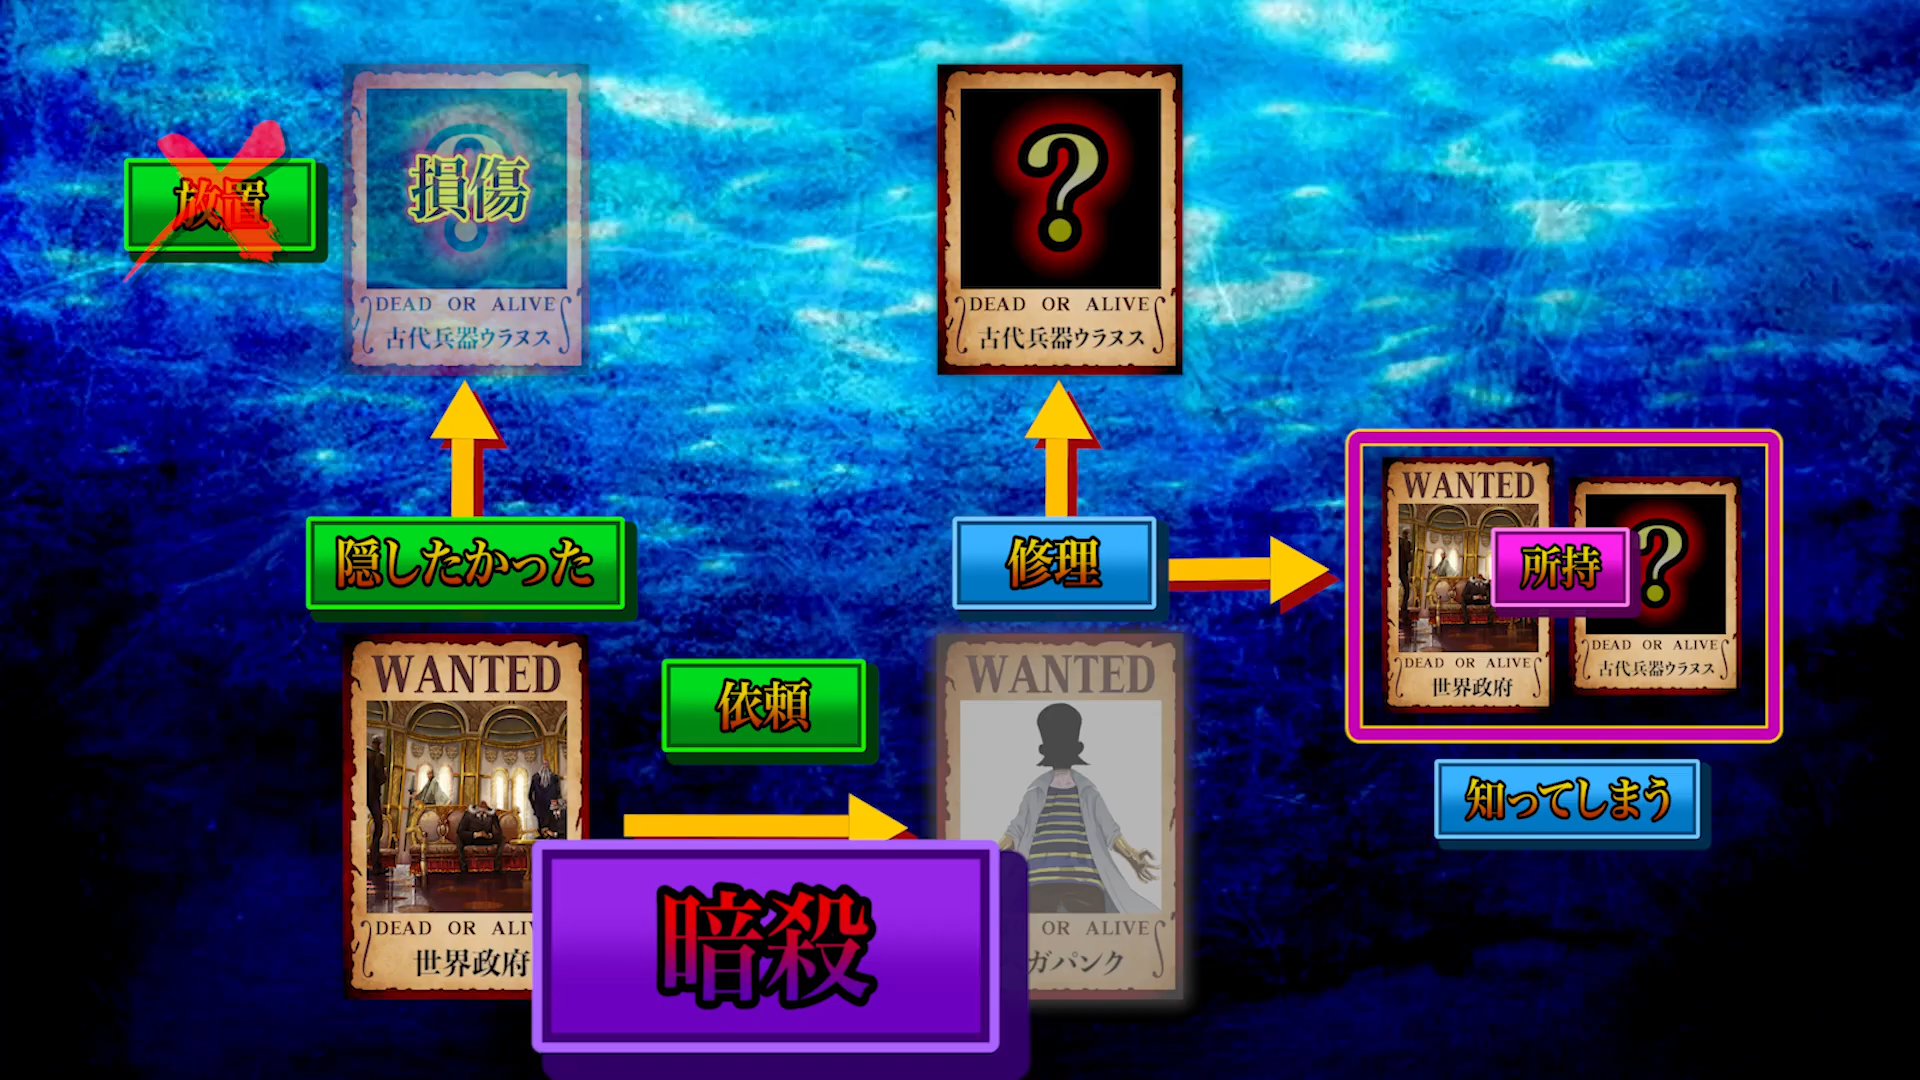 放置
損傷
DEAD OR ALIVE
古代兵器ウラヌス
DEAD OR ALIVE
古代兵器ウラヌス
隠したかった
修理
WANTED
所持
DEAD OR ALIVE
世界政府
DEAD OR ALIVE
古代兵器ウラヌス
知ってしまう
WANTED
DEAD OR ALIV
世界政府
依頼
WANTED
OR ALIVE
ガパンク
暗殺